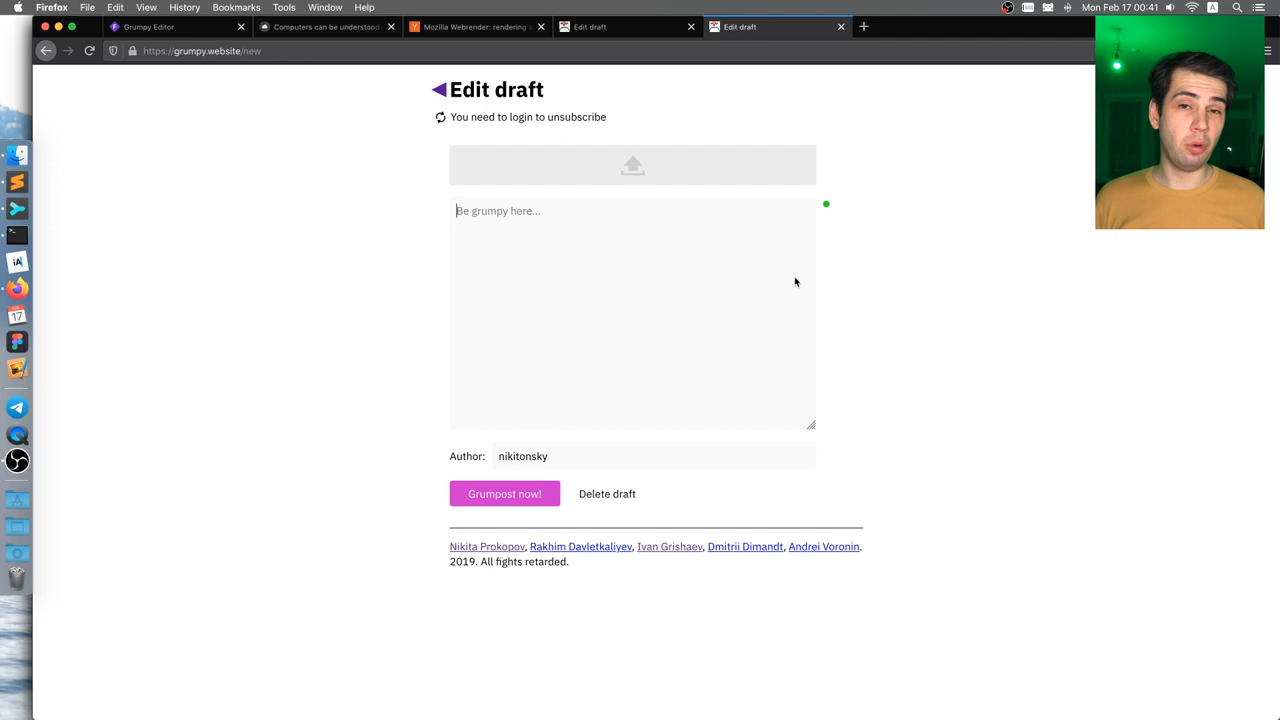 Firefox File Edit View History Bookmarks Tools Window Help
A Mon Feb 17 00:41
Grumpy Editor
Computers can be understood
Mozilla Webrender: rendering
Edit draft
Edit draft
https://grumpy.website/new
Edit draft
You need to login to unsubscribe
Be grumpy here...
Author: nikitonsky
Grumpost now! Delete draft
Nikita Prokopov, Rakhim Davletkaliyev, Ivan Grishaev, Dmitrii Dimandt, Andrei Voronin.
2019. All fights retarded.
iA
17